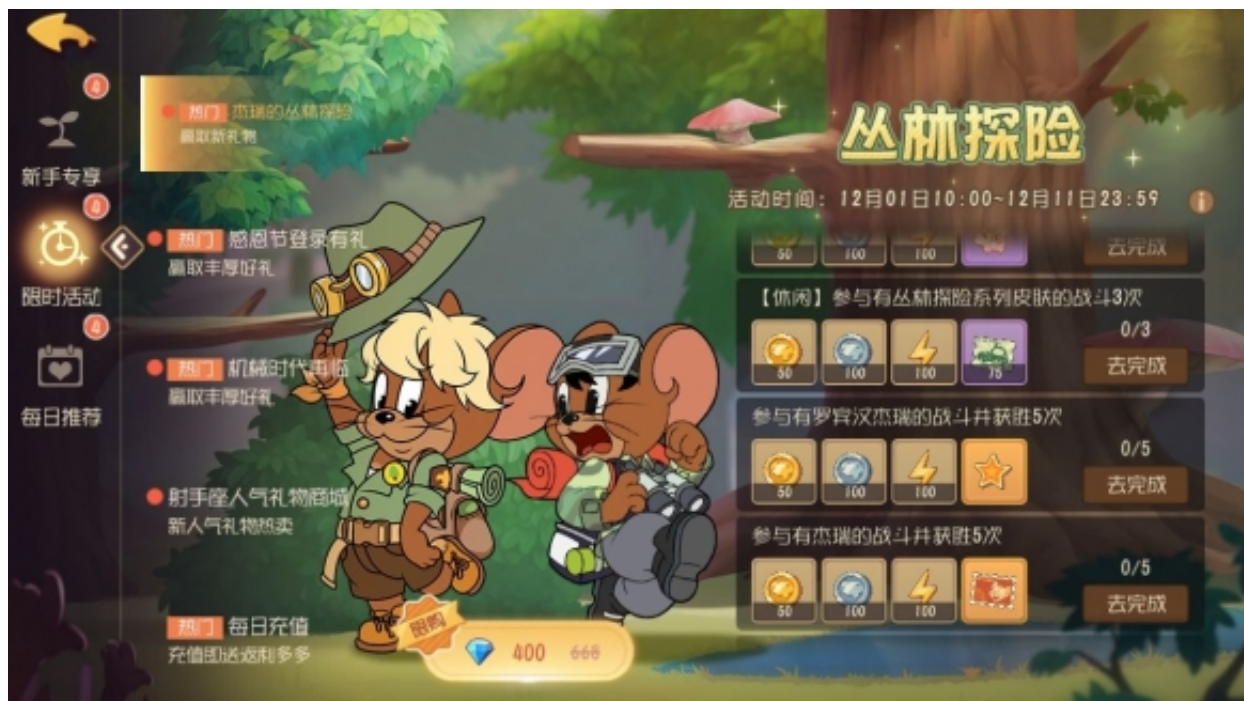 4
新手专享
4
限时活动
4
每日推荐
热门 杰瑞的丛林探险
赢取新礼物
热门 感恩节登录有礼
赢取丰厚好礼
热门 机械时代再临
赢取丰厚好礼
射手座人气礼物商城
新人气礼物热卖
热门 每日充值
充值即送返利多多
限购
400 668
丛林探险
活动时间：12月01日10:00~12月11日23:59
50 100 100
去完成
【休闲】参与有丛林探险系列皮肤的战斗3次
0/3
50 100 100 75
去完成
参与有罗宾汉杰瑞的战斗并获胜5次
0/5
50 100 100
去完成
参与有杰瑞的战斗并获胜5次
0/5
50 100 100
去完成